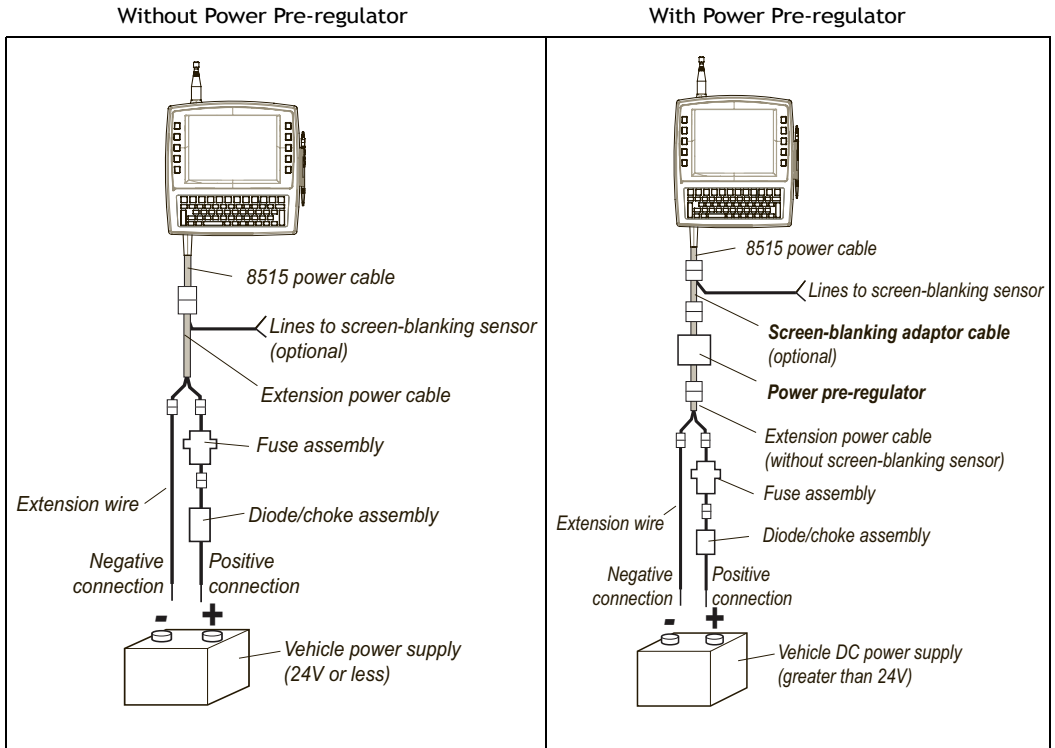 Without Power Pre-regulator
8515 power cable
Lines to screen-blanking sensor
(optional)
Extension power cable
Fuse assembly
Extension wire
Diode/choke assembly
Negative
connection
Positive
connection
-
+
Vehicle power supply
(24V or less)
With Power Pre-regulator
8515 power cable
Lines to screen-blanking sensor
Screen-blanking adaptor cable
(optional)
Power pre-regulator
Extension power cable
(without screen-blanking sensor)
Fuse assembly
Extension wire
Diode/choke assembly
Negative
connection
Positive
connection
-
+
Vehicle DC power supply
(greater than 24V)